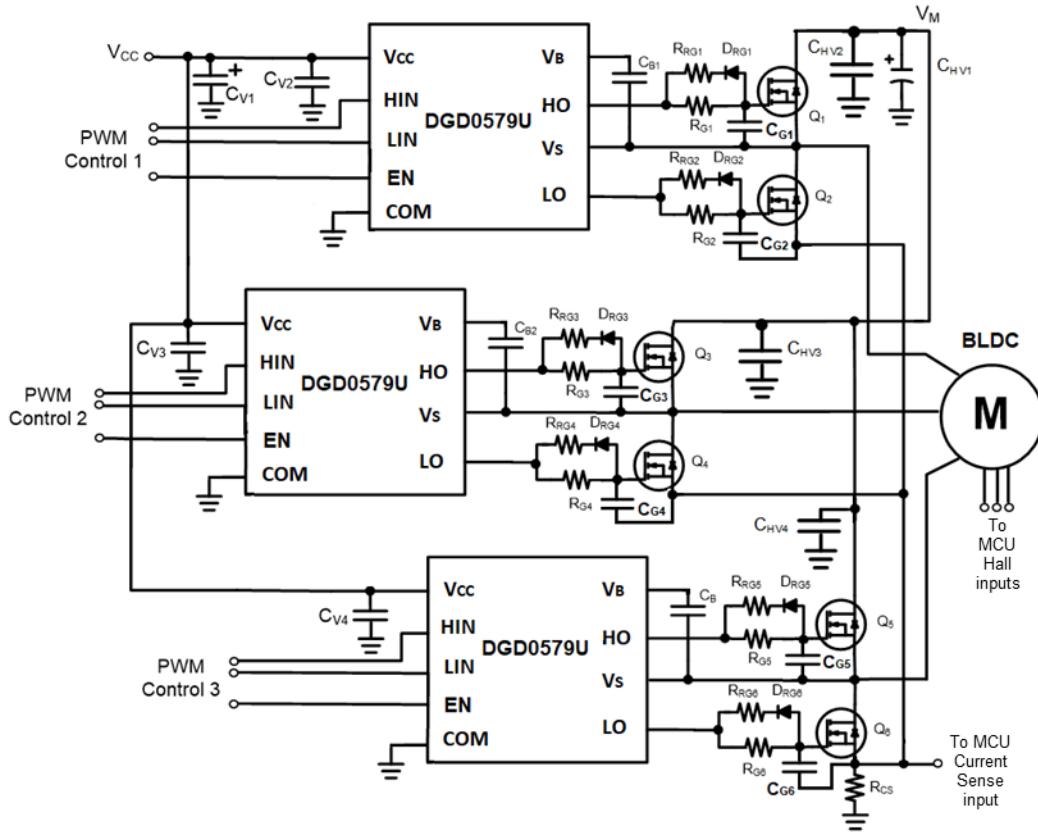 VCC
CV1
CV2
PWM
Control 1
VCC
HIN
LIN
EN
COM
DGD0579U
VB
HO
VS
LO
CB1
RRG1
DRG1
RG1
CG1
Q1
RRG2
DRG2
RG2
CG2
Q2
CHV2
VM
CHV1
CV3
PWM
Control 2
VCC
HIN
LIN
EN
COM
DGD0579U
VB
HO
VS
LO
CB2
RRG3
DRG3
RG3
CG3
Q3
RRG4
DRG4
RG4
CG4
Q4
CHV3
BLDC
M
To
MCU
Hall
inputs
CHV4
CV4
PWM
Control 3
VCC
HIN
LIN
EN
COM
DGD0579U
VB
HO
VS
LO
CB
RRG5
DRG5
RG5
CG5
Q5
RRG6
DRG6
RG6
CG6
Q6
RCS
To MCU
Current
Sense
input